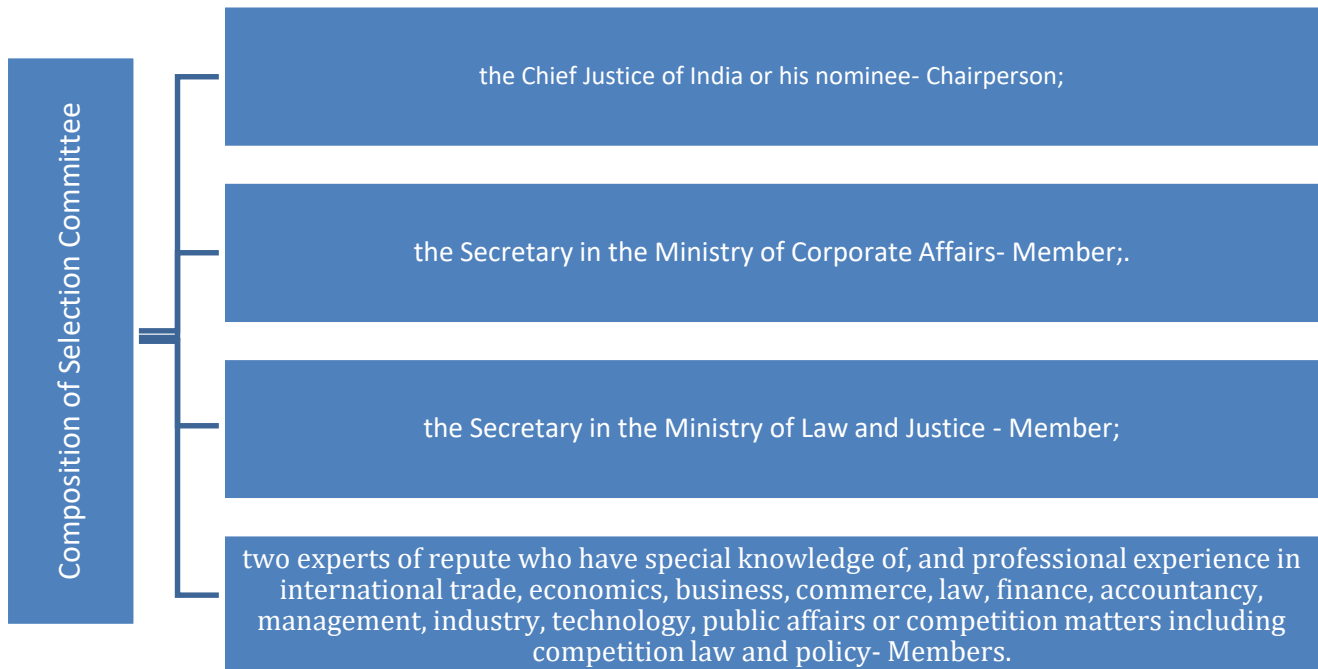 Composition of Selection Committee
the Chief Justice of India or his nominee- Chairperson;
the Secretary in the Ministry of Corporate Affairs- Member;.
the Secretary in the Ministry of Law and Justice - Member;
two experts of repute who have special knowledge of, and professional experience in
international trade, economics, business, commerce, law, finance, accountancy,
management, industry, technology, public affairs or competition matters including
competition law and policy- Members.